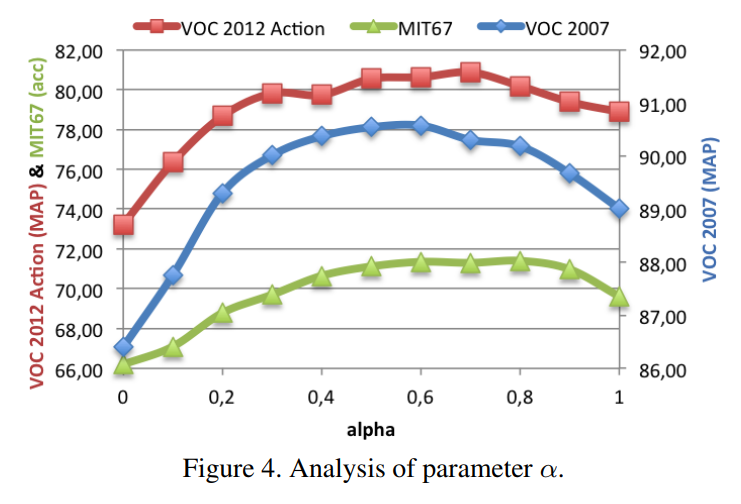 VOC 2012 Action MIT67 VOC 2007
VOC 2012 Action (MAP) & MIT67 (acc)
82,00
80,00
78,00
76,00
74,00
72,00
70,00
68,00
66,00
92,00
91,00
90,00
89,00
88,00
87,00
86,00
VOC 2007 (MAP)
0 0,2 0,4 0,6 0,8 1
alpha
Figure 4. Analysis of parameter α.